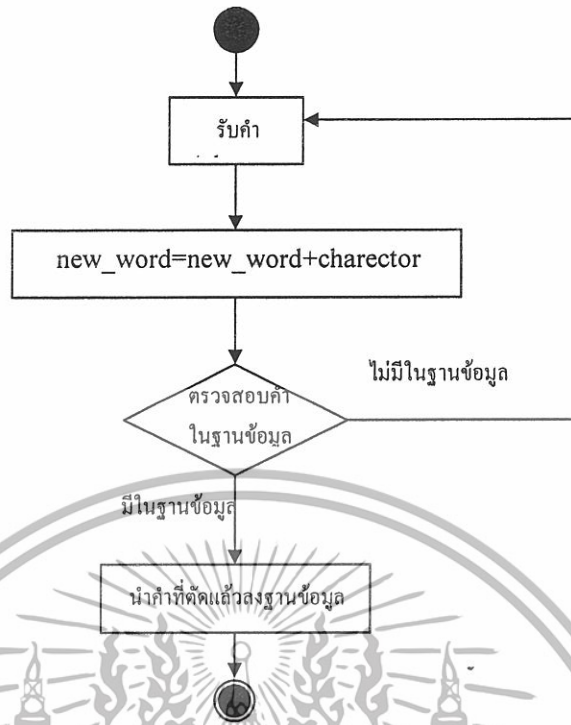 รับคำ
new_word=new_word+charector
ไม่มีในฐานข้อมูล
ตรวจสอบคำ
ในฐานข้อมูล
มีในฐานข้อมูล
นำคำที่ตัดแล้วลงฐานข้อมูล